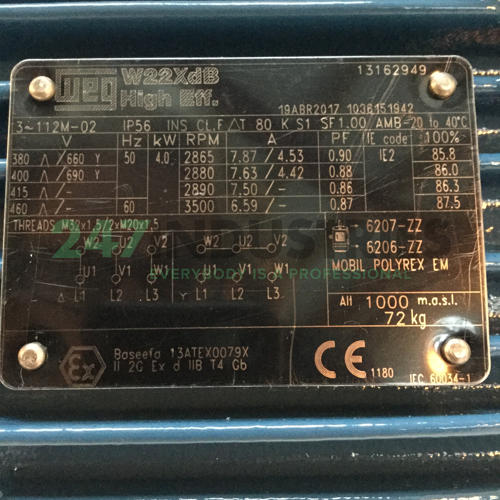 WEG W22XdB 13162949
High Eff.
19ABR2017 1036151942
3~112M-02 IP56 INS CL.F ΔT 80 K S1 SF1.00 AMB -20 to 40°C
V Hz kW RPM A PF IE code 100%
380 Δ/660 Y 50 4.0 2865 7.87/4.53 0.90 IE2 85.8
400 Δ/690 Y 2880 7.63/4.42 0.88 86.0
415 Δ/- 2890 7.50/- 0.86 86.3
460 Δ/- 60 3500 6.59/- 0.87 87.5
THREADS M32x1,5/2xM20x1,5
247 INDUSTRIES
EVERYBODY IS A PROFESSIONAL
W2 U2 V2 W2 U2 V2
U1 V1 W1 U1 V1 W1
Δ L1 L2 L3 Y L1 L2 L3
6207-ZZ
6206-ZZ
MOBIL POLYREX EM
Alt 1000 m.a.s.l.
72kg
Baseefa 13ATEX0079X
II 2G Ex d IIB T4 Gb
Ex
CE 1180
IEC 60034-1